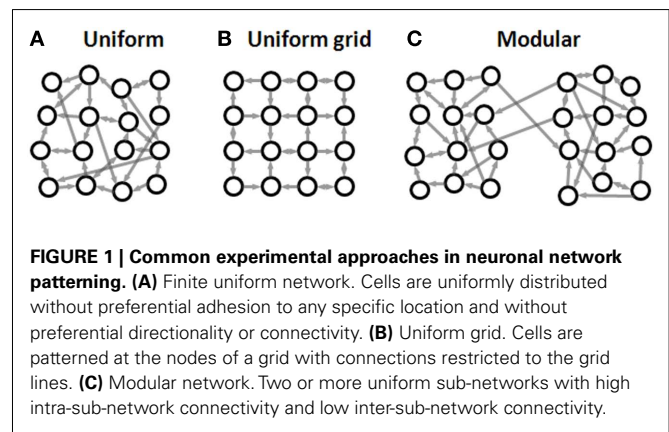 A Uniform B Uniform grid C Modular
FIGURE 1 | Common experimental approaches in neuronal network
patterning. (A) Finite uniform network. Cells are uniformly distributed
without preferential adhesion to any specific location and without
preferential directionality or connectivity. (B) Uniform grid. Cells are
patterned at the nodes of a grid with connections restricted to the grid
lines. (C) Modular network. Two or more uniform sub-networks with high
intra-sub-network connectivity and low inter-sub-network connectivity.